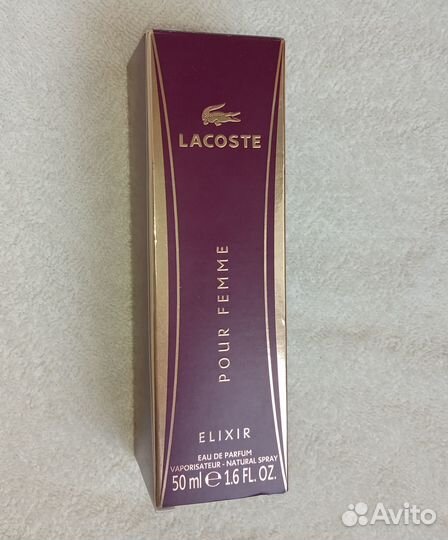 LACOSTE
POUR FEMME
ELIXIR
EAU DE PARFUM
VAPORISATEUR - NATURAL SPRAY
50 ml ℮ 1.6 FL. OZ.
Avito